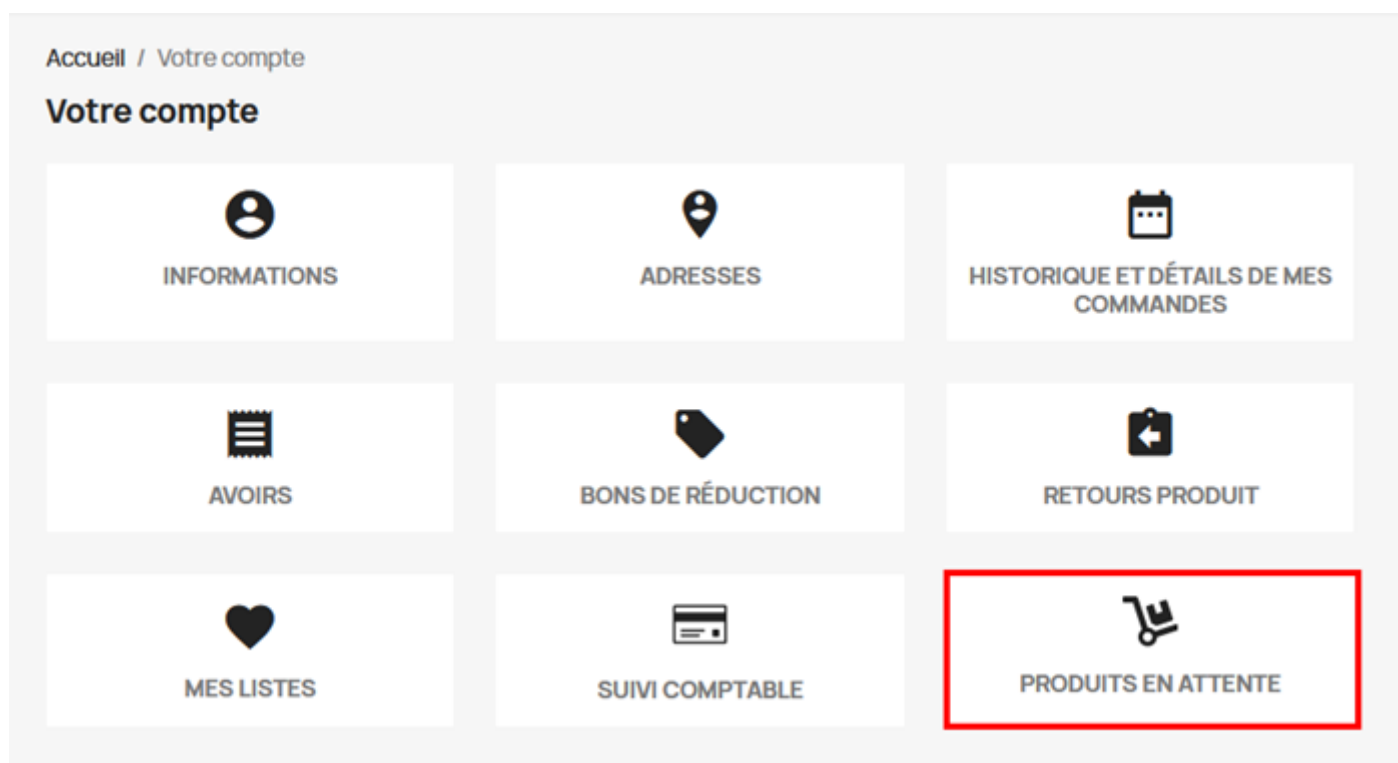 Accueil / Votre compte
Votre compte
INFORMATIONS
ADRESSES
HISTORIQUE ET DÉTAILS DE MES
COMMANDES
AVOIRS
BONS DE RÉDUCTION
RETOURS PRODUIT
MES LISTES
SUIVI COMPTABLE
PRODUITS EN ATTENTE